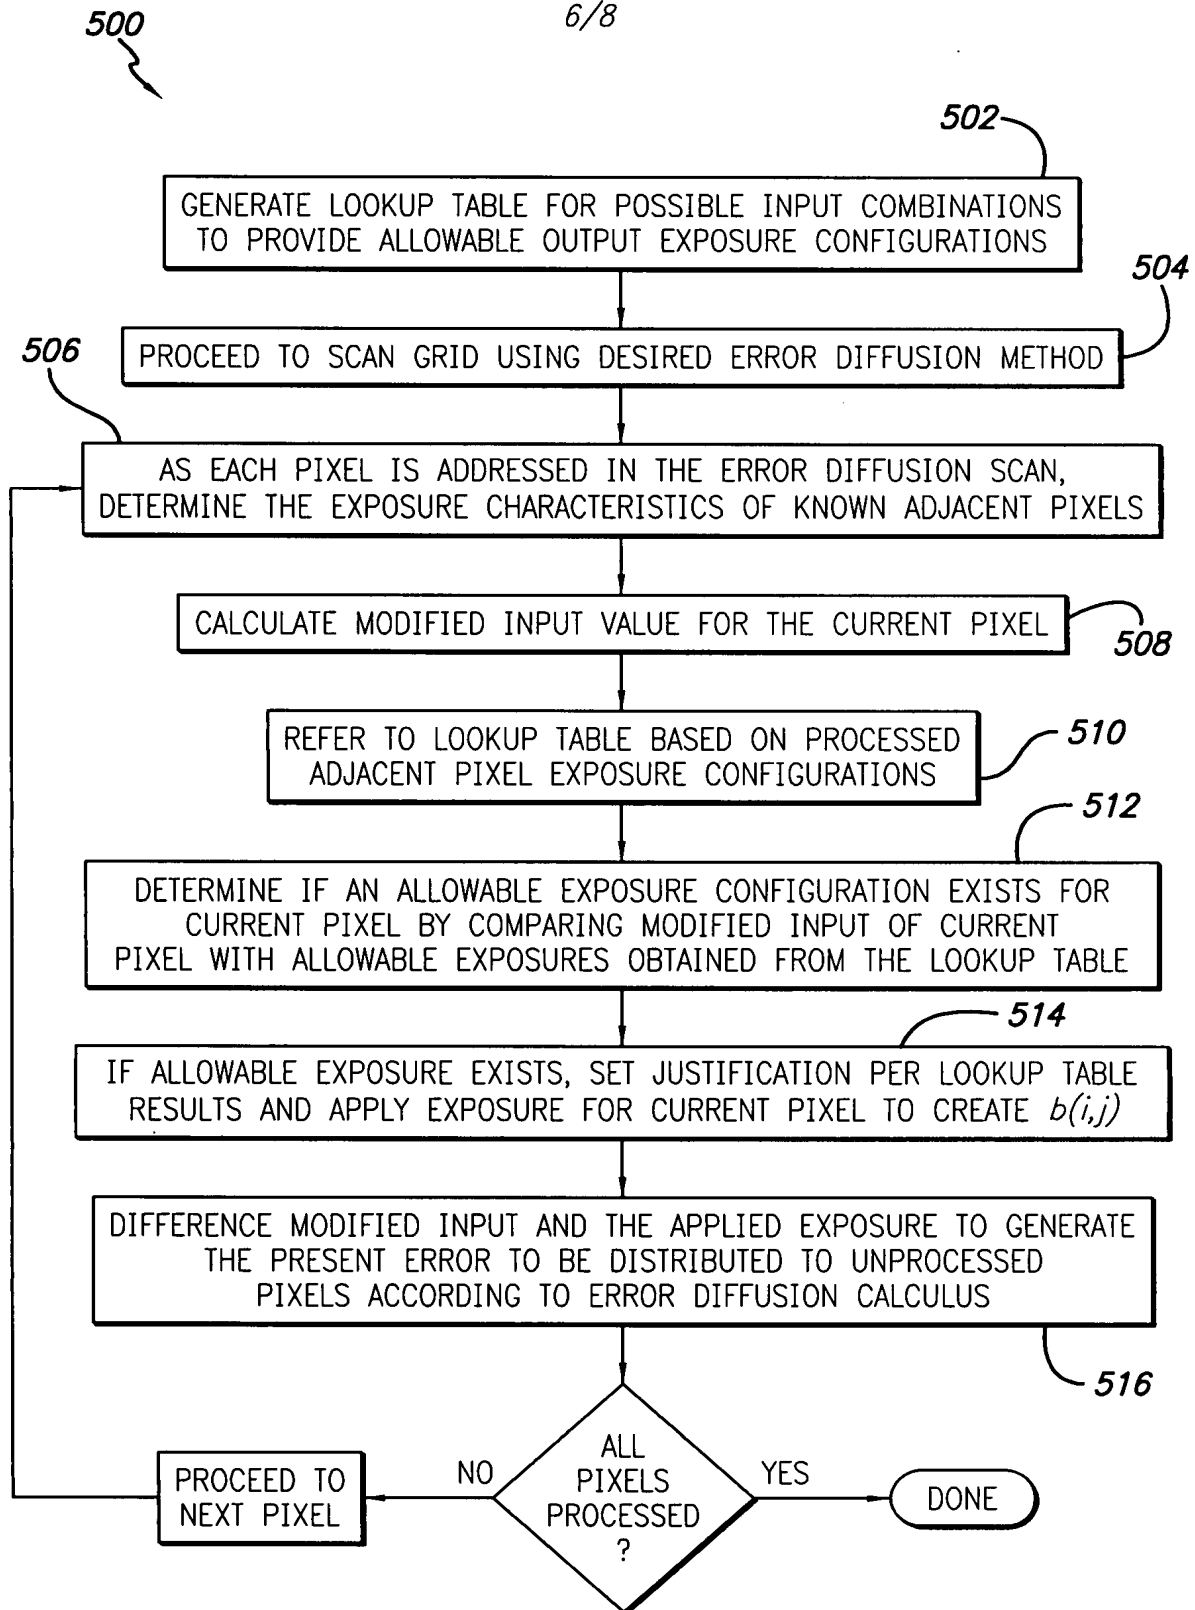 6/8
500
502
GENERATE LOOKUP TABLE FOR POSSIBLE INPUT COMBINATIONS
TO PROVIDE ALLOWABLE OUTPUT EXPOSURE CONFIGURATIONS
504
PROCEED TO SCAN GRID USING DESIRED ERROR DIFFUSION METHOD
506
AS EACH PIXEL IS ADDRESSED IN THE ERROR DIFFUSION SCAN,
DETERMINE THE EXPOSURE CHARACTERISTICS OF KNOWN ADJACENT PIXELS
CALCULATE MODIFIED INPUT VALUE FOR THE CURRENT PIXEL
508
REFER TO LOOKUP TABLE BASED ON PROCESSED
ADJACENT PIXEL EXPOSURE CONFIGURATIONS
510
512
DETERMINE IF AN ALLOWABLE EXPOSURE CONFIGURATION EXISTS FOR
CURRENT PIXEL BY COMPARING MODIFIED INPUT OF CURRENT
PIXEL WITH ALLOWABLE EXPOSURES OBTAINED FROM THE LOOKUP TABLE
514
IF ALLOWABLE EXPOSURE EXISTS, SET JUSTIFICATION PER LOOKUP TABLE
RESULTS AND APPLY EXPOSURE FOR CURRENT PIXEL TO CREATE b(i,j)
DIFFERENCE MODIFIED INPUT AND THE APPLIED EXPOSURE TO GENERATE
THE PRESENT ERROR TO BE DISTRIBUTED TO UNPROCESSED
PIXELS ACCORDING TO ERROR DIFFUSION CALCULUS
516
ALL
PIXELS
PROCESSED
?
NO
YES
PROCEED TO
NEXT PIXEL
DONE